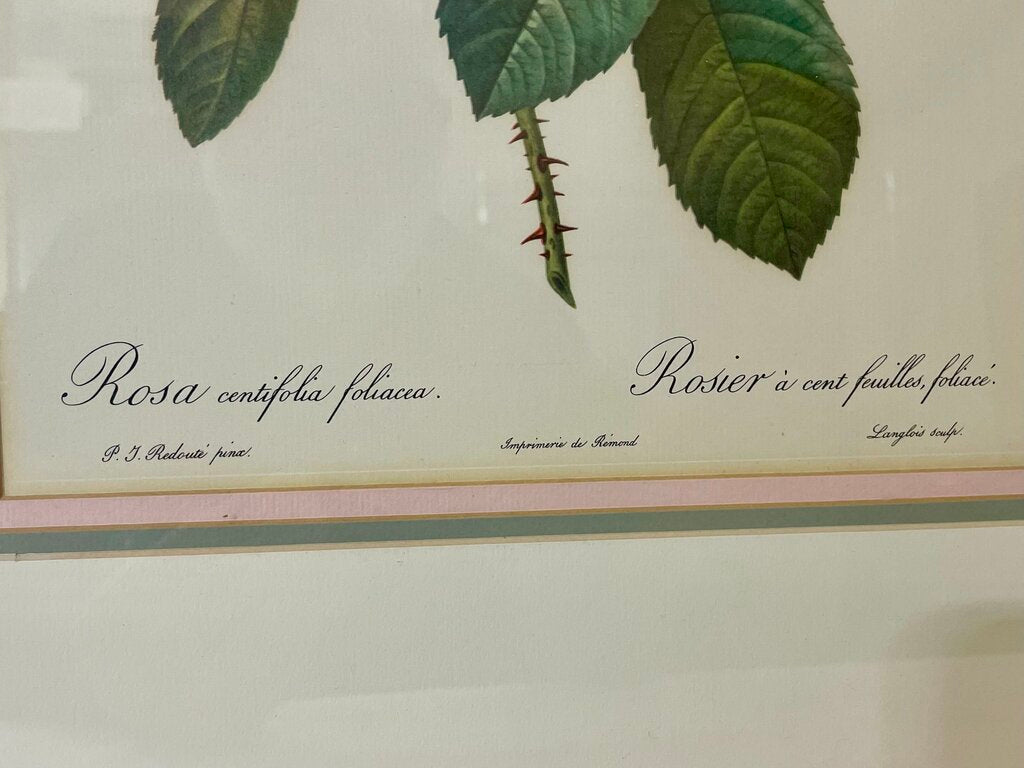 Rosa centifolia foliacea.
P. J. Redouté pinx.
Imprimerie de Rémond
Rosier à cent feuilles, foliacé.
Langlois sculp.